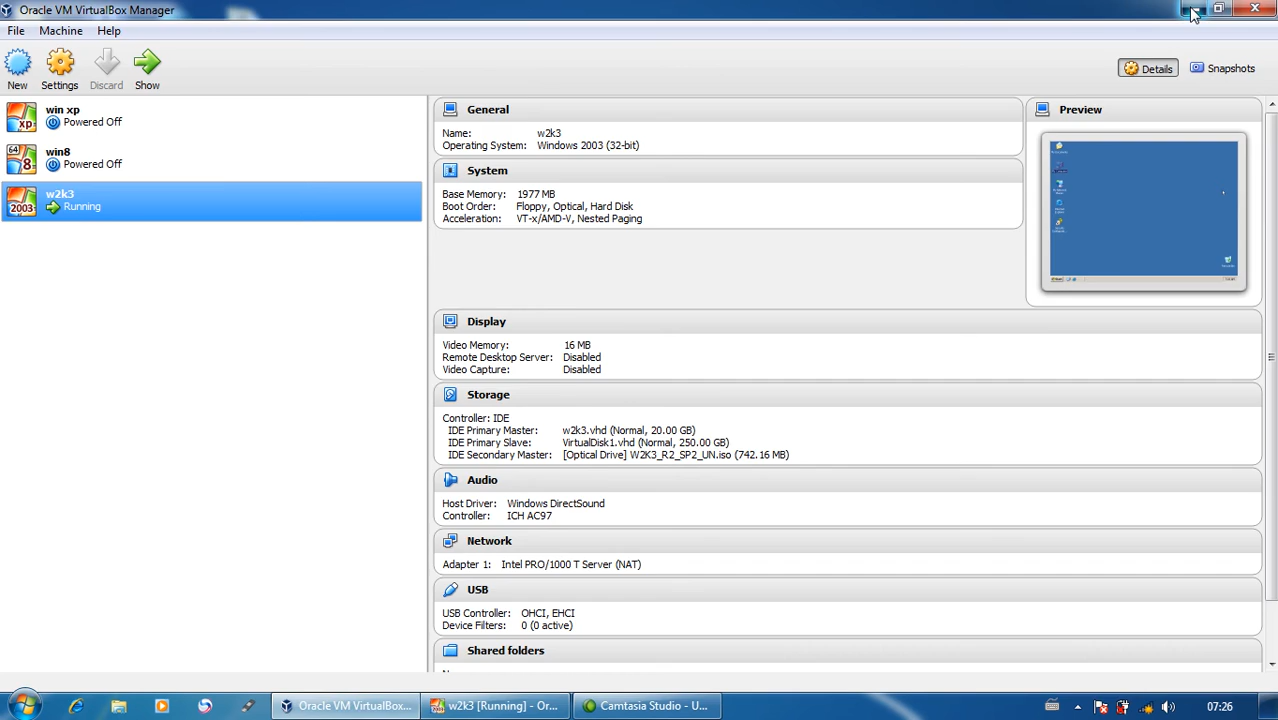 Oracle VM VirtualBox Manager
File Machine Help
New Settings Discard Show
Details Snapshots
win xp
Powered Off
xp
win8
Powered Off
64
8
w2k3
Running
2003
General
Name: w2k3
Operating System: Windows 2003 (32-bit)
System
Base Memory: 1977 MB
Boot Order: Floppy, Optical, Hard Disk
Acceleration: VT-x/AMD-V, Nested Paging
Preview
Display
Video Memory: 16 MB
Remote Desktop Server: Disabled
Video Capture: Disabled
Storage
Controller: IDE
IDE Primary Master: w2k3.vhd (Normal, 20.00 GB)
IDE Primary Slave: VirtualDisk1.vhd (Normal, 250.00 GB)
IDE Secondary Master: [Optical Drive] W2K3_R2_SP2_UN.iso (742.16 MB)
Audio
Host Driver: Windows DirectSound
Controller: ICH AC97
Network
Adapter 1: Intel PRO/1000 T Server (NAT)
USB
USB Controller: OHCI, EHCI
Device Filters: 0 (0 active)
Shared folders
Oracle VM VirtualBox... w2k3 [Running] - Or... Camtasia Studio - U... 07:26